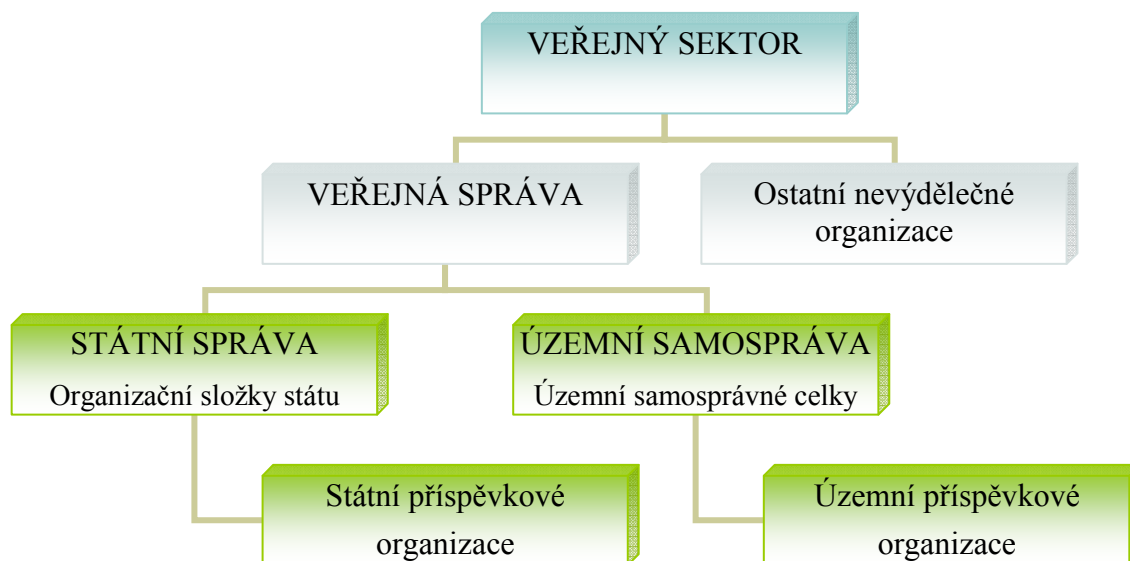 VEŘEJNÝ SEKTOR
VEŘEJNÁ SPRÁVA
Ostatní nevýdělečné
organizace
STÁTNÍ SPRÁVA
Organizační složky státu
ÚZEMNÍ SAMOSPRÁVA
Územní samosprávné celky
Státní příspěvkové
organizace
Územní příspěvkové
organizace